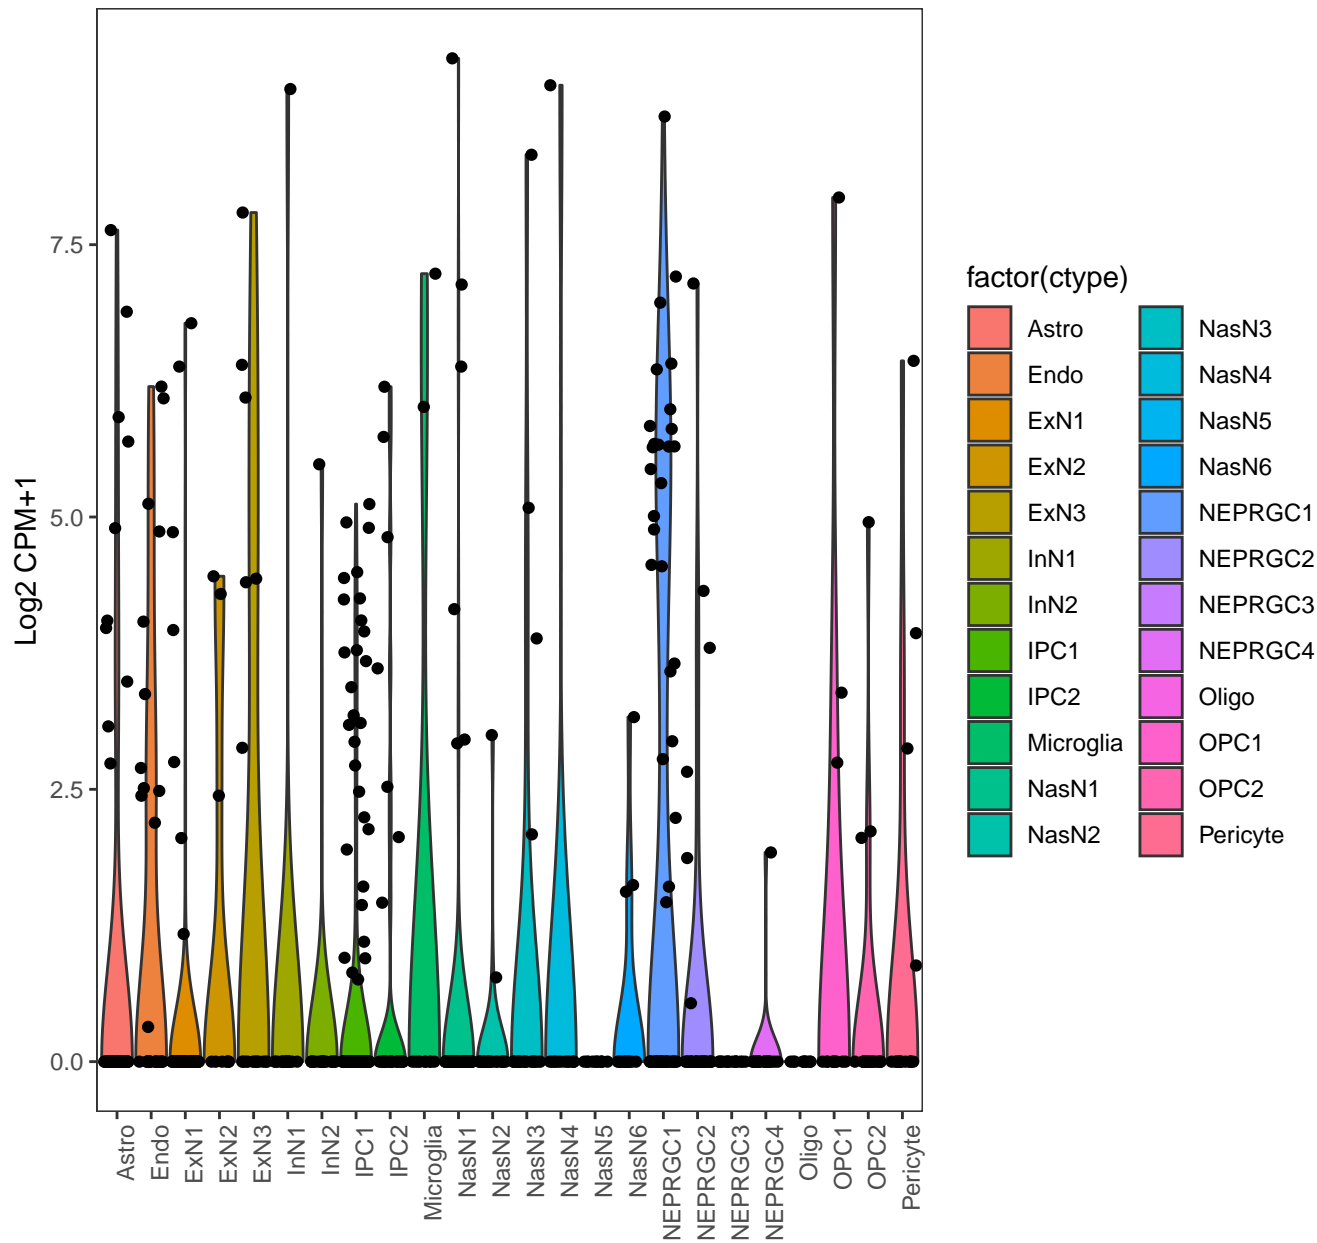 Log2 CPM+1
7.5
5.0
2.5
0.0
Astro
Endo
ExN1
ExN2
ExN3
InN1
InN2
IPC1
IPC2
Microglia
NasN1
NasN2
NasN3
NasN4
NasN5
NasN6
NEPRGC1
NEPRGC2
NEPRGC3
NEPRGC4
Oligo
OPC1
OPC2
Pericyte
factor(ctype)
Astro
Endo
ExN1
ExN2
ExN3
InN1
InN2
IPC1
IPC2
Microglia
NasN1
NasN2
NasN3
NasN4
NasN5
NasN6
NEPRGC1
NEPRGC2
NEPRGC3
NEPRGC4
Oligo
OPC1
OPC2
Pericyte